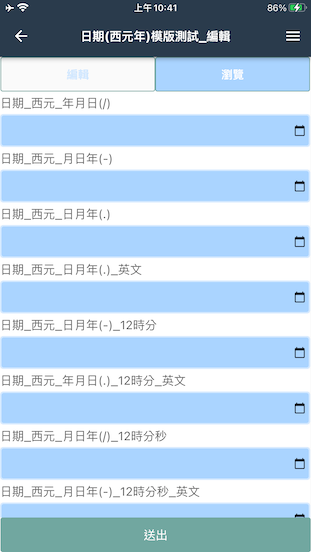 上午10:41
86%
日期(西元年)模版測試_編輯
編輯
瀏覽
日期_西元_年月日(/)
日期_西元_月日年(-)
日期_西元_日月年(.)
日期_西元_日月年(.)_英文
日期_西元_日月年(-)_12時分
日期_西元_年月日(.)_12時分_英文
日期_西元_月日年(/)_12時分秒
日期_西元_月日年(-)_12時分秒_英文
送出